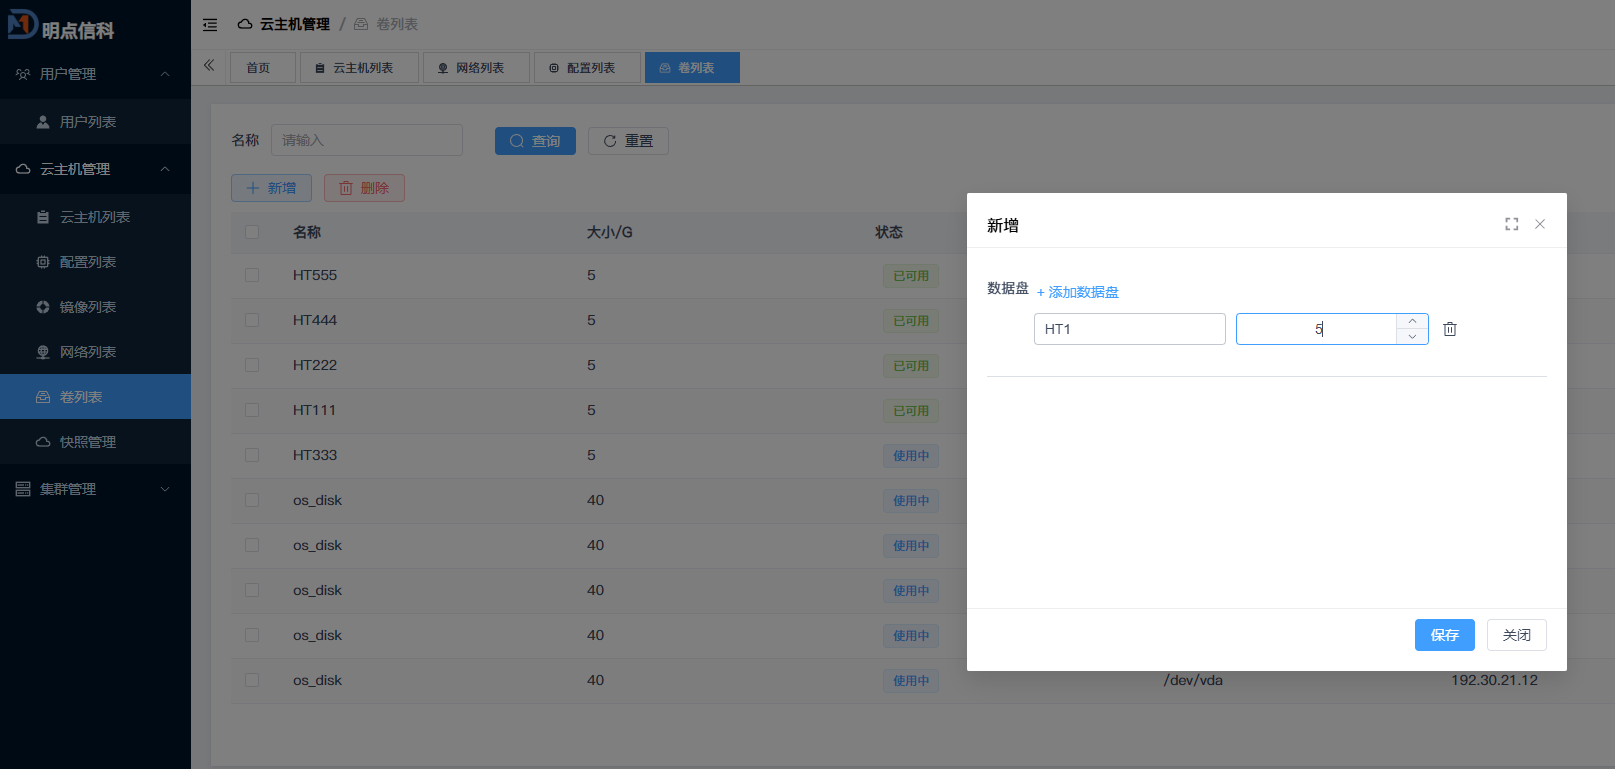 明点信科
云主机管理 / 卷列表
首页 云主机列表 网络列表 配置列表 卷列表
用户管理
用户列表
云主机管理
云主机列表
配置列表
镜像列表
网络列表
卷列表
快照管理
集群管理
名称 请输入 查询 重置
新增 删除
名称 大小/G 状态
HT555 5 已可用
HT444 5 已可用
HT222 5 已可用
HT111 5 已可用
HT333 5 使用中
os_disk 40 使用中
os_disk 40 使用中
os_disk 40 使用中
os_disk 40 使用中
os_disk 40 使用中 /dev/vda 192.30.21.12
新增
数据盘 + 添加数据盘
HT1 5
保存 关闭